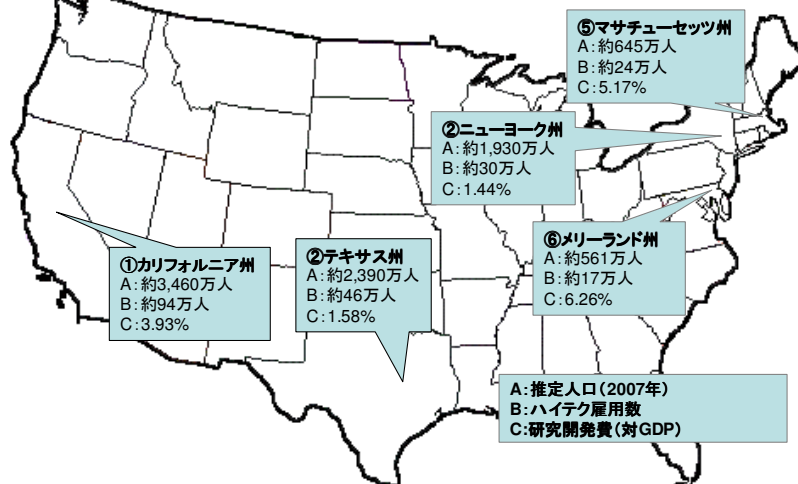 ⑤マサチューセッツ州
A:約645万人
B:約24万人
C:5.17%
②ニューヨーク州
A:約1,930万人
B:約30万人
C:1.44%
⑥メリーランド州
A:約561万人
B:約17万人
C:6.26%
①カリフォルニア州
A:約3,460万人
B:約94万人
C:3.93%
②テキサス州
A:約2,390万人
B:約46万人
C:1.58%
A:推定人口(2007年)
B:ハイテク雇用数
C:研究開発費(対GDP)